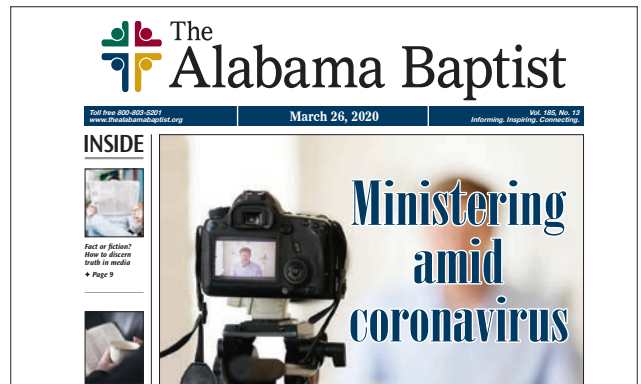 The
Alabama Baptist
Toll free 800-803-5201
www.thealabamabaptist.org
March 26, 2020
Vol. 185, No. 13
Informing. Inspiring. Connecting.
INSIDE
Fact or fiction?
How to discern
truth in media
✦ Page 9
Ministering
amid
coronavirus